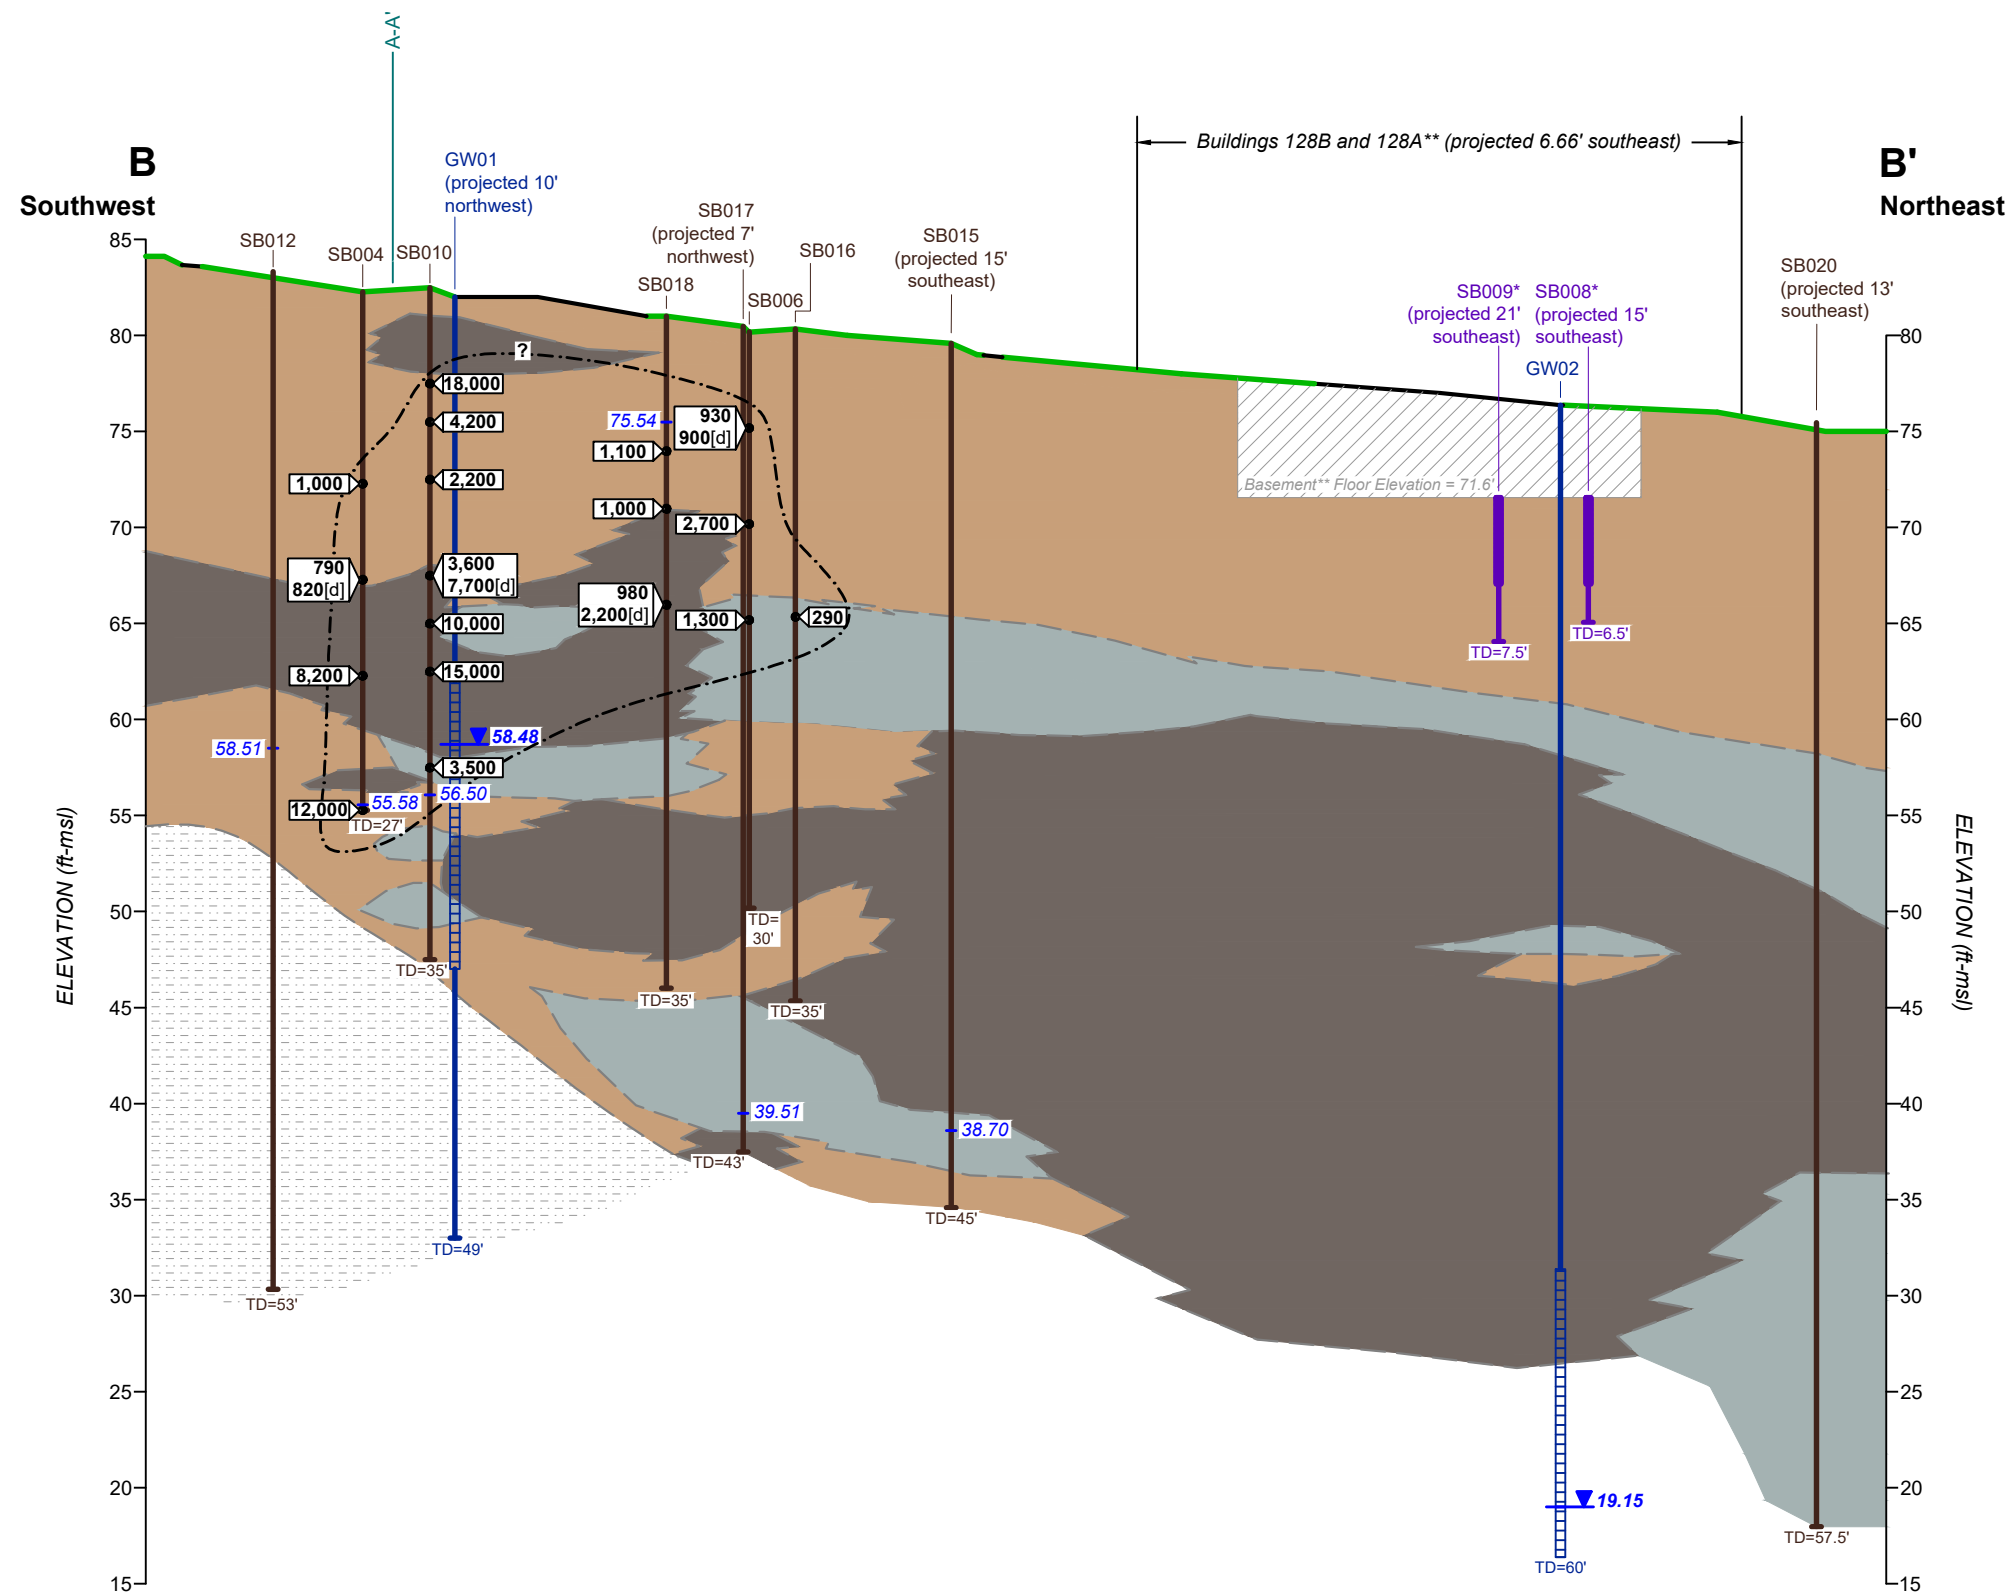 A-A'
Buildings 128B and 128A** (projected 6.66' southeast)
B
Southwest
B'
Northeast
GW01
(projected 10'
northwest)
SB012
SB004
SB010
SB017
(projected 7'
northwest)
SB018
SB006
SB016
SB015
(projected 15'
southeast)
SB009*
(projected 21'
southeast)
SB008*
(projected 15'
southeast)
GW02
SB020
(projected 13'
southeast)
85
80
75
70
65
60
55
50
45
40
35
30
25
20
15
ELEVATION (ft-msl)
?
18,000
4,200
2,200
3,600
7,700[d]
10,000
15,000
58.48
3,500
56.50
1,000
790
820[d]
8,200
12,000
55.58
TD=27'
58.51
75.54
1,100
1,000
980
2,200[d]
930
900[d]
2,700
1,300
290
Basement** Floor Elevation = 71.6'
TD=7.5'
TD=6.5'
TD=
30'
TD=35'
TD=35'
TD=35'
39.51
38.70
TD=43'
TD=45'
TD=49'
TD=53'
19.15
TD=60'
TD=57.5'
80
75
70
65
60
55
50
45
40
35
30
25
20
15
ELEVATION (ft-msl)